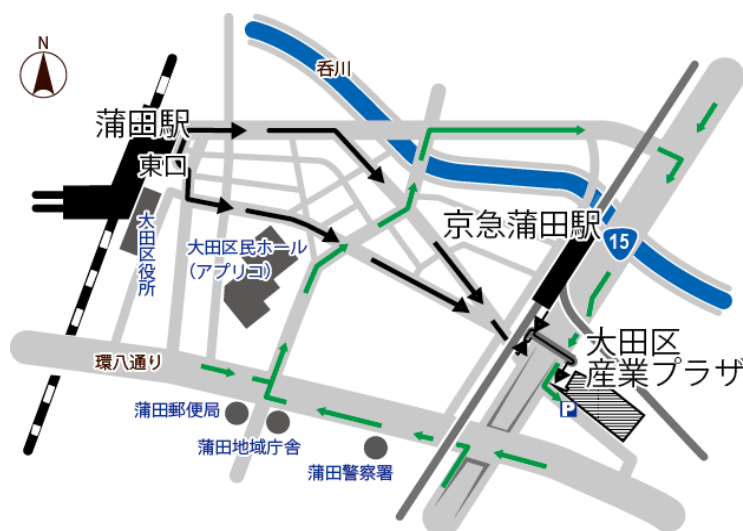 N
呑川
蒲田駅
東口
大田区役所
大田区民ホール
（アプリコ）
京急蒲田駅
15
大田区
産業プラザ
環八通り
P
蒲田郵便局
蒲田地域庁舎
蒲田警察署